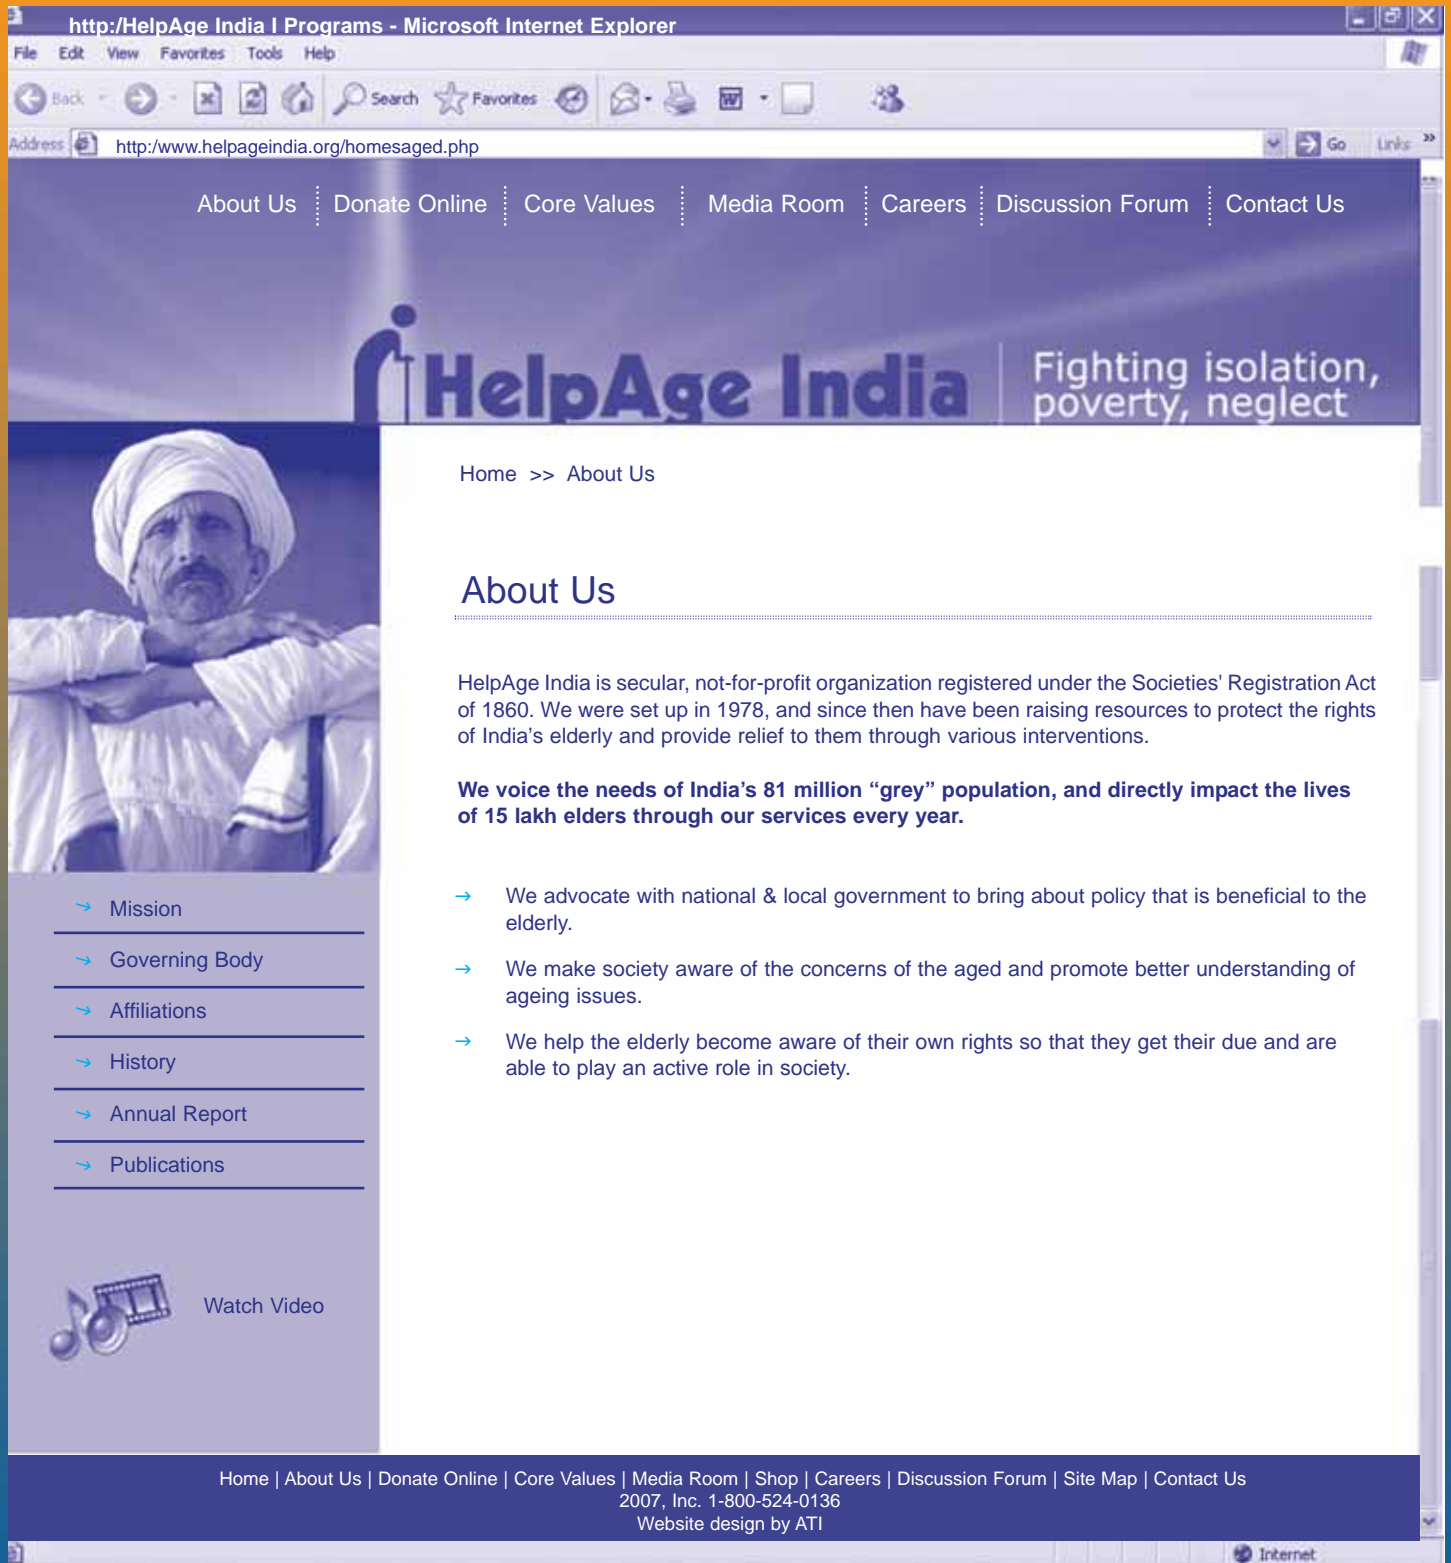 http:/HelpAge India I Programs - Microsoft Internet Explorer
File Edit View Favorites Tools Help
Back Search Favorites
Address http:/www.helpageindia.org/homesaged.php Go Links »
About Us Donate Online Core Values Media Room Careers Discussion Forum Contact Us
HelpAge India
Fighting isolation,
poverty, neglect
Home >> About Us
About Us
HelpAge India is secular, not-for-profit organization registered under the Societies' Registration Act
of 1860. We were set up in 1978, and since then have been raising resources to protect the rights
of India’s elderly and provide relief to them through various interventions.
We voice the needs of India’s 81 million “grey” population, and directly impact the lives
of 15 lakh elders through our services every year.
→ We advocate with national & local government to bring about policy that is beneficial to the
elderly.
→ We make society aware of the concerns of the aged and promote better understanding of
ageing issues.
→ We help the elderly become aware of their own rights so that they get their due and are
able to play an active role in society.
→ Mission
→ Governing Body
→ Affiliations
→ History
→ Annual Report
→ Publications
Watch Video
Home | About Us | Donate Online | Core Values | Media Room | Shop | Careers | Discussion Forum | Site Map | Contact Us
2007, Inc. 1-800-524-0136
Website design by ATI
Internet